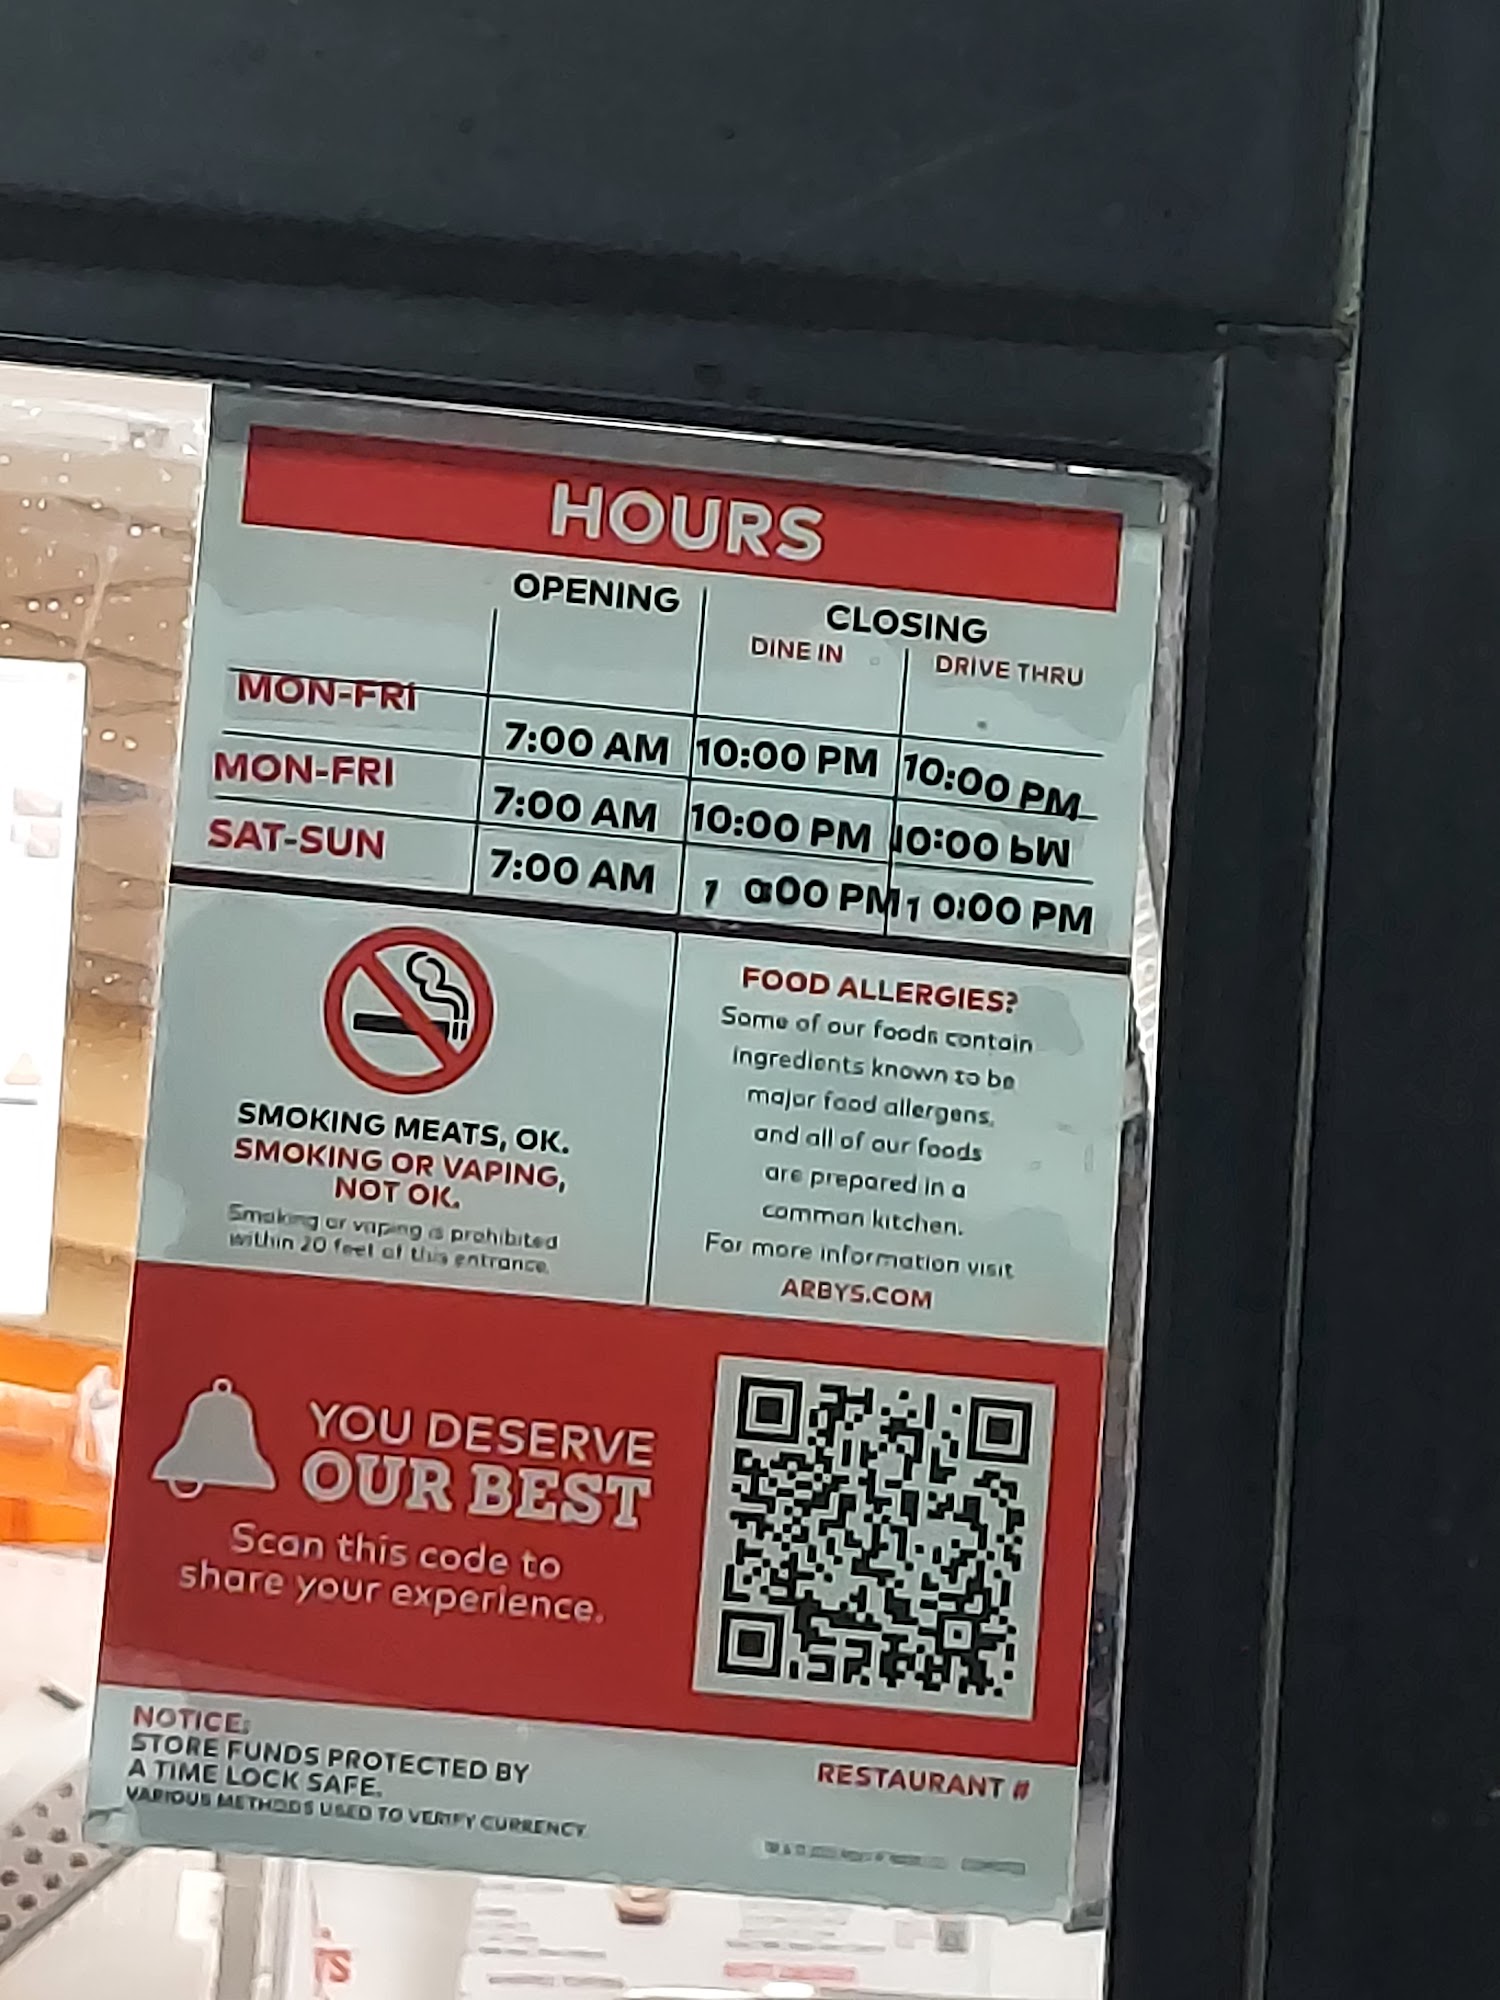 HOURS
OPENING
CLOSING
DINE IN
DRIVE THRU
MON-FRI
7:00 AM 10:00 PM 10:00 PM
MON-FRI
7:00 AM 10:00 PM 10:00 PM
SAT-SUN
7:00 AM 10:00 PM 10:00 PM
SMOKING MEATS, OK.
SMOKING OR VAPING,
NOT OK.
Smoking or vaping is prohibited
within 20 feet of this entrance.
FOOD ALLERGIES?
Some of our foods contain
ingredients known to be
major food allergens,
and all of our foods
are prepared in a
common kitchen.
For more information visit
ARBYS.COM
YOU DESERVE
OUR BEST
Scan this code to
share your experience.
NOTICE:
STORE FUNDS PROTECTED BY
A TIME LOCK SAFE.
VARIOUS METHODS USED TO VERIFY CURRENCY
RESTAURANT #